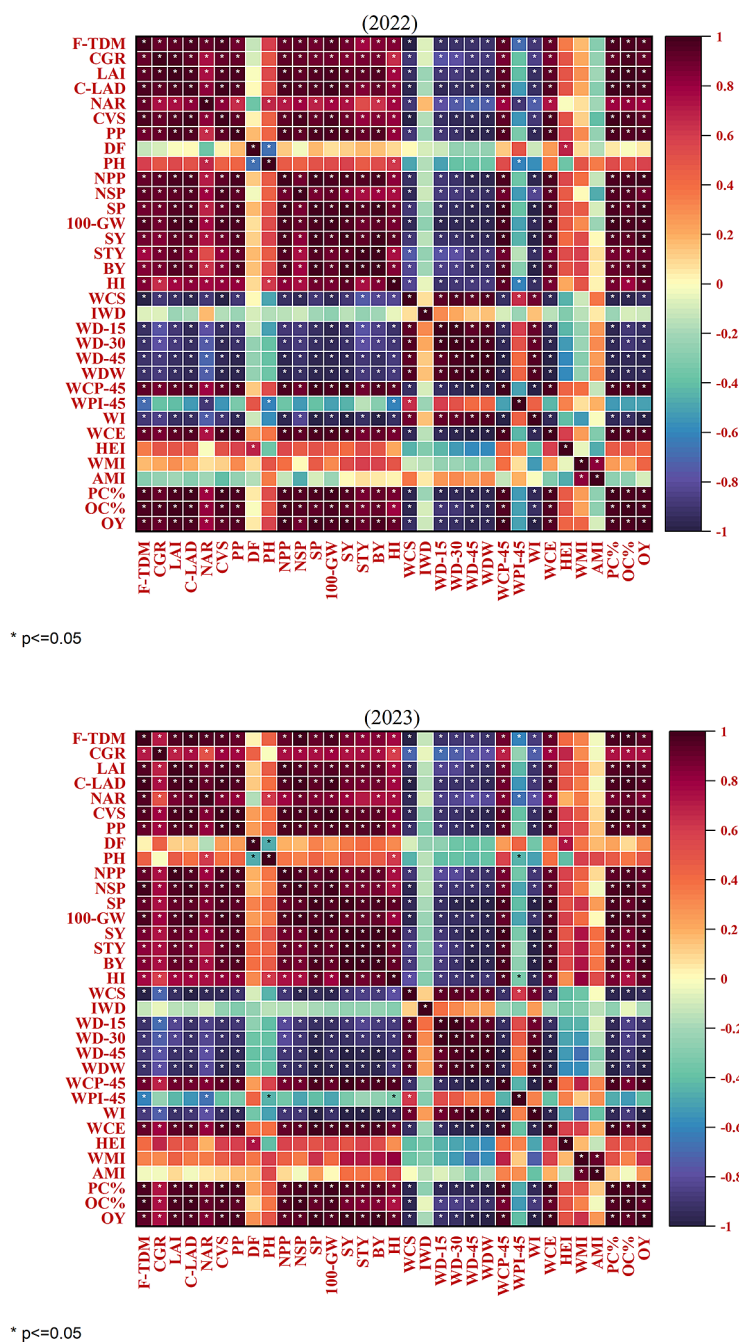 (2022)
F-TDM
CGR
LAI
C-LAD
NAR
CVS
PP
DF
PH
NPP
NSP
SP
100-GW
SY
STY
BY
HI
WCS
IWD
WD-15
WD-30
WD-45
WDW
WCP-45
WPI-45
WI
WCE
HEI
WMI
AMI
PC%
OC%
OY
1
0.8
0.6
0.4
0.2
0
-0.2
-0.4
-0.6
-0.8
-1
F-TDM CGR LAI C-LAD NAR CVS PP DF PH NPP NSP SP 100-GW SY STY BY HI WCS IWD WD-15 WD-30 WD-45 WDW WCP-45 WPI-45 WI WCE HEI WMI AMI PC% OC% OY
* p<=0.05
(2023)
F-TDM
CGR
LAI
C-LAD
NAR
CVS
PP
DF
PH
NPP
NSP
SP
100-GW
SY
STY
BY
HI
WCS
IWD
WD-15
WD-30
WD-45
WDW
WCP-45
WPI-45
WI
WCE
HEI
WMI
AMI
PC%
OC%
OY
1
0.8
0.6
0.4
0.2
0
-0.2
-0.4
-0.6
-0.8
-1
F-TDM CGR LAI C-LAD NAR CVS PP DF PH NPP NSP SP 100-GW SY STY BY HI WCS IWD WD-15 WD-30 WD-45 WDW WCP-45 WPI-45 WI WCE HEI WMI AMI PC% OC% OY
* p<=0.05